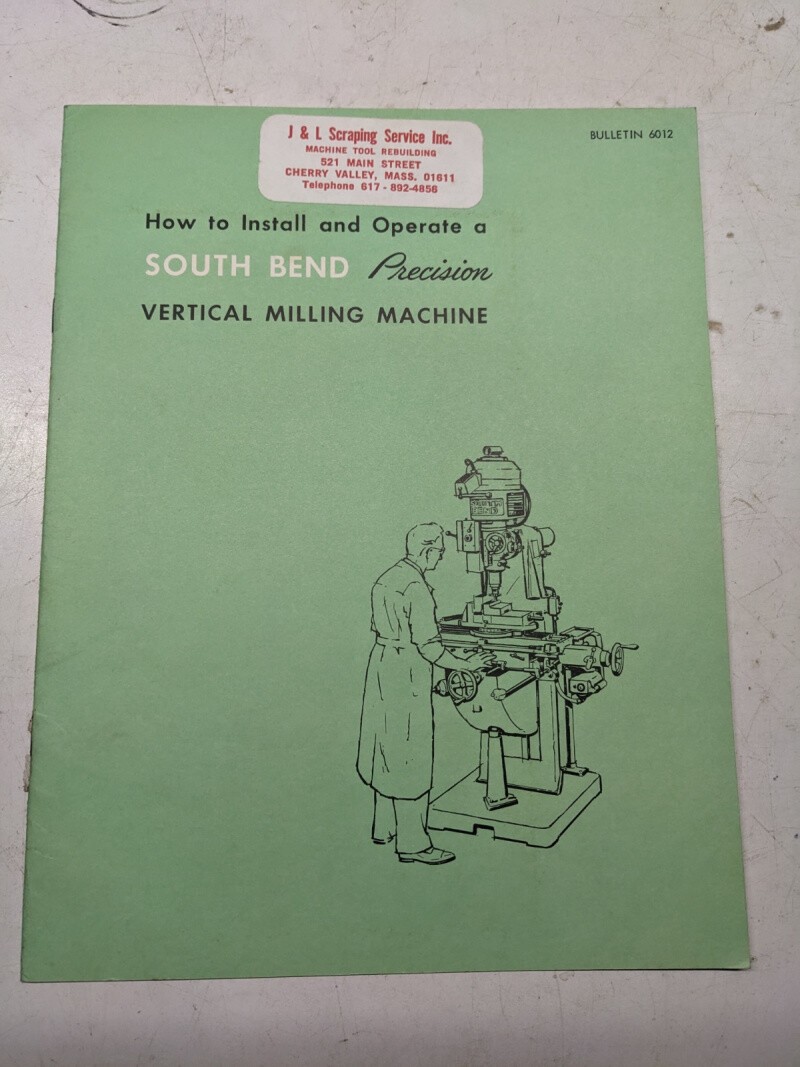 J & L Scraping Service Inc.
MACHINE TOOL REBUILDING
521 MAIN STREET
CHERRY VALLEY, MASS. 01611
Telephone 617 - 892-4856
BULLETIN 6012
How to Install and Operate a
SOUTH BEND Precision
VERTICAL MILLING MACHINE